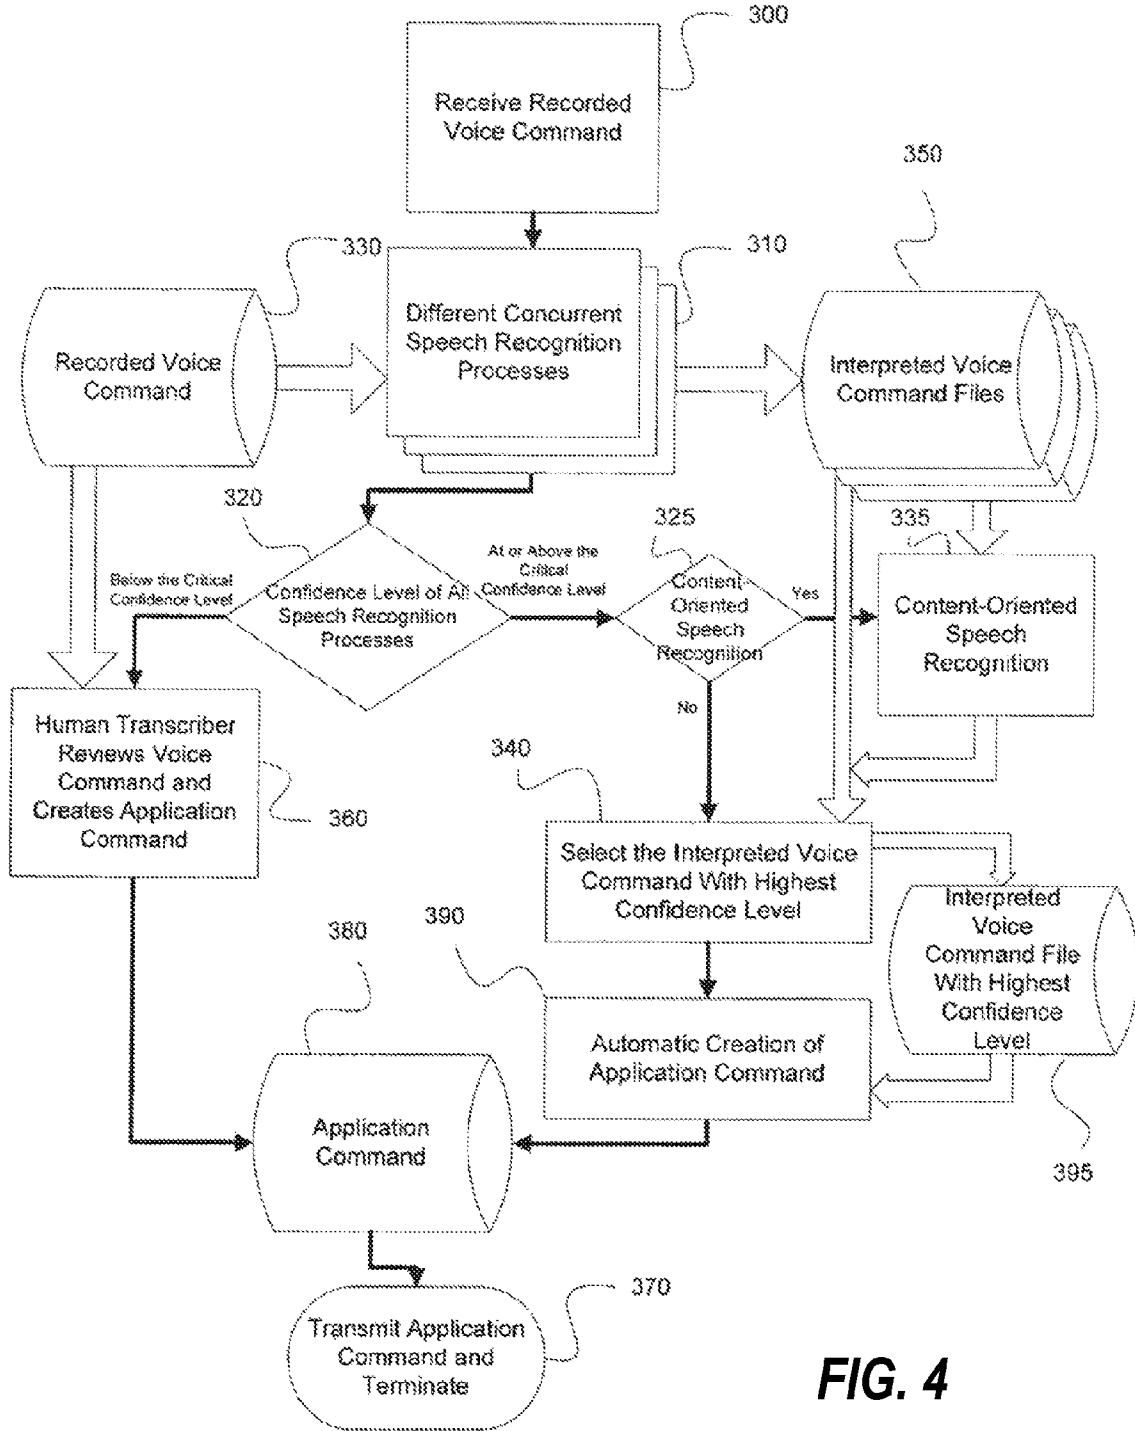 300
Receive Recorded
Voice Command
350
330
310
Recorded Voice
Command
Different Concurrent
Speech Recognition
Processes
Interpreted Voice
Command Files
320
325
335
Below the Critical
Confidence Level
At or Above the
Critical
Confidence Level
Confidence Level of All
Speech Recognition
Processes
Content-
Oriented
Speech
Recognition
Yes
No
Content-Oriented
Speech
Recognition
Human Transcriber
Reviews Voice
Command and
Creates Application
Command
360
340
Select the Interpreted Voice
Command With Highest
Confidence Level
Interpreted
Voice
Command File
With Highest
Confidence
Level
390
380
Automatic Creation of
Application Command
395
Application
Command
370
Transmit Application
Command and
Terminate
FIG. 4